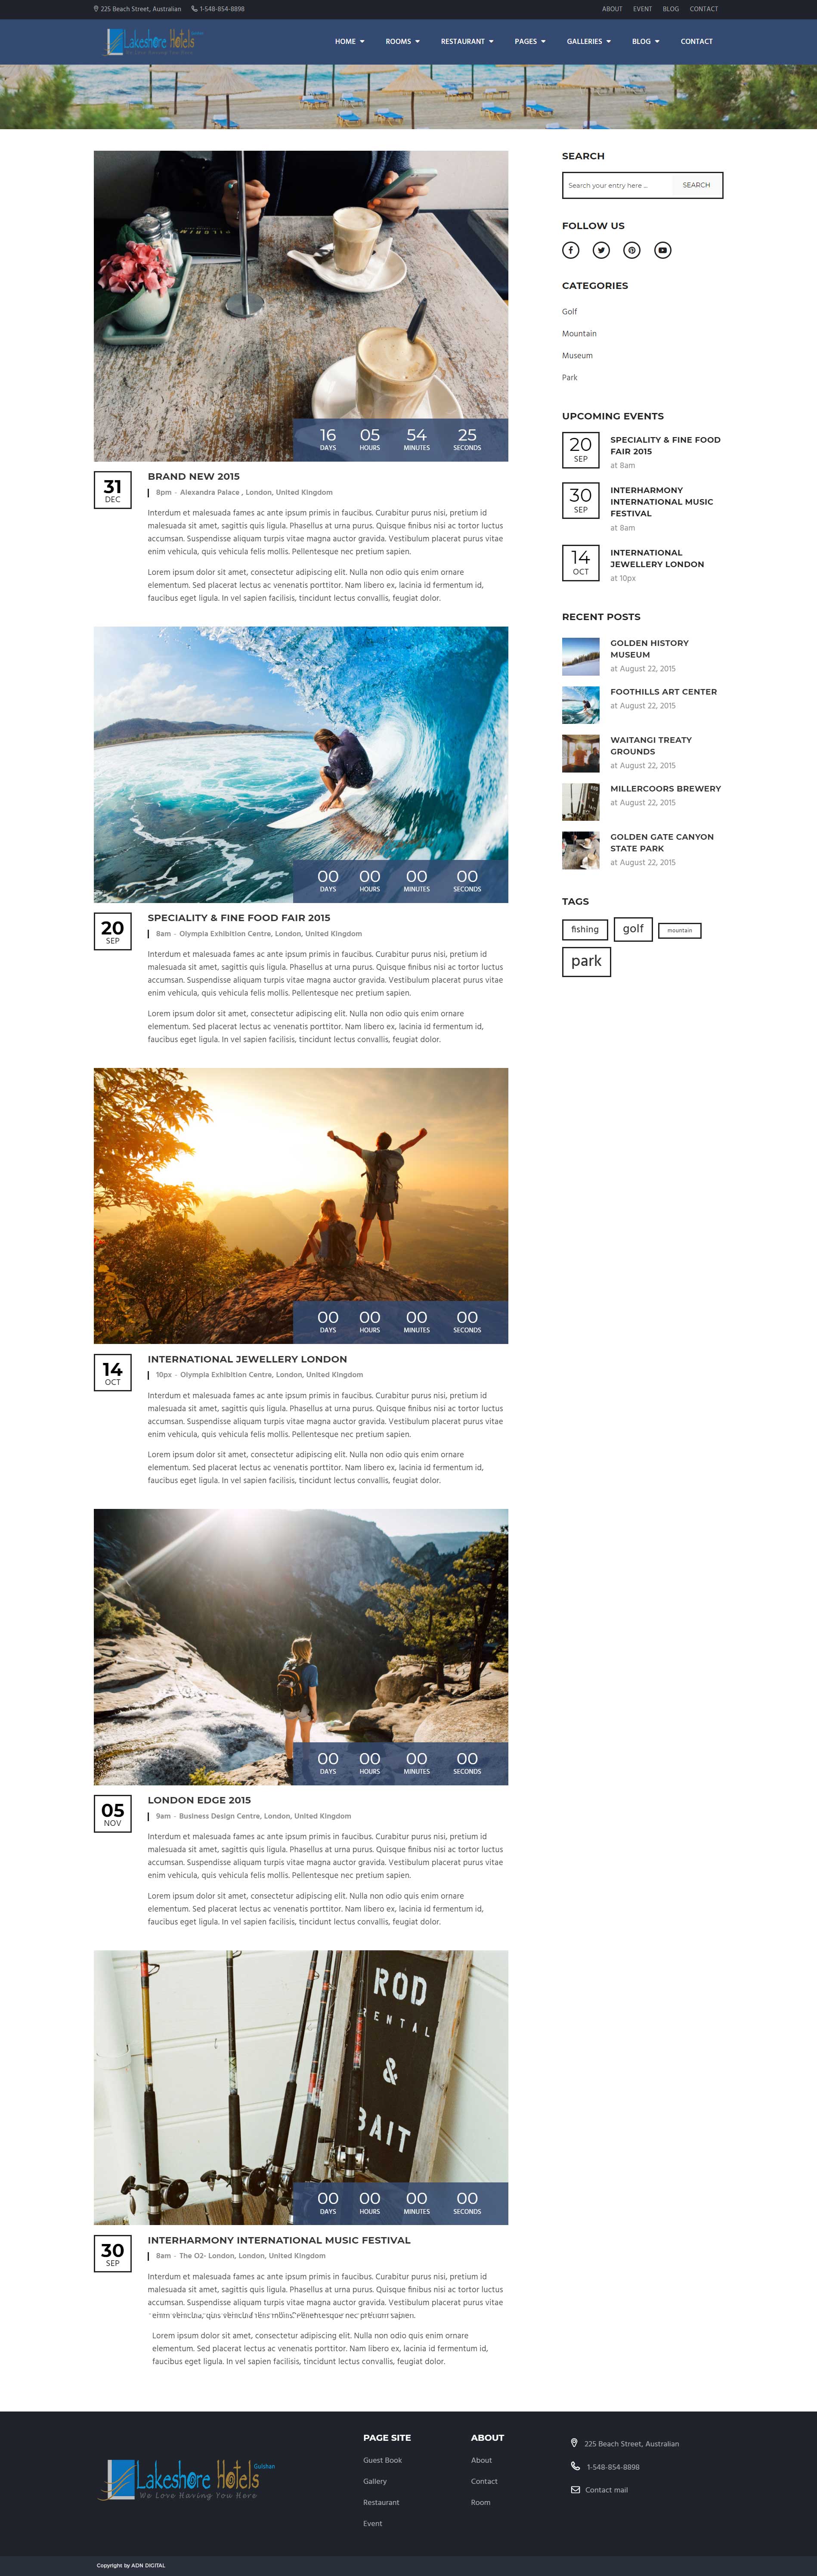 225 Beach Street, Australian 1-548-854-8898 ABOUT EVENT BLOG CONTACT
Lakeshore Hotels
HOME ROOMS RESTAURANT PAGES GALLERIES BLOG CONTACT
16 05 54 25
DAYS HOURS MINUTES SECONDS
31
DEC
BRAND NEW 2015
8pm - Alexandra Palace , London, United Kingdom
Interdum et malesuada fames ac ante ipsum primis in faucibus. Curabitur purus nisi, pretium id
malesuada sit amet, sagittis quis ligula. Phasellus at urna purus. Quisque finibus nisi ac tortor luctus
accumsan. Suspendisse aliquam turpis vitae magna auctor gravida. Vestibulum placerat purus vitae
enim vehicula, quis vehicula felis mollis. Pellentesque nec pretium sapien.
Lorem ipsum dolor sit amet, consectetur adipiscing elit. Nulla non odio quis enim ornare
elementum. Sed placerat lectus ac venenatis porttitor. Nam libero ex, lacinia id fermentum id,
faucibus eget ligula. In vel sapien facilisis, tincidunt lectus convallis, feugiat dolor.
00 00 00 00
DAYS HOURS MINUTES SECONDS
20
SEP
SPECIALITY & FINE FOOD FAIR 2015
8am - Olympia Exhibition Centre, London, United Kingdom
Interdum et malesuada fames ac ante ipsum primis in faucibus. Curabitur purus nisi, pretium id
malesuada sit amet, sagittis quis ligula. Phasellus at urna purus. Quisque finibus nisi ac tortor luctus
accumsan. Suspendisse aliquam turpis vitae magna auctor gravida. Vestibulum placerat purus vitae
enim vehicula, quis vehicula felis mollis. Pellentesque nec pretium sapien.
Lorem ipsum dolor sit amet, consectetur adipiscing elit. Nulla non odio quis enim ornare
elementum. Sed placerat lectus ac venenatis porttitor. Nam libero ex, lacinia id fermentum id,
faucibus eget ligula. In vel sapien facilisis, tincidunt lectus convallis, feugiat dolor.
00 00 00 00
DAYS HOURS MINUTES SECONDS
14
OCT
INTERNATIONAL JEWELLERY LONDON
10px - Olympia Exhibition Centre, London, United Kingdom
Interdum et malesuada fames ac ante ipsum primis in faucibus. Curabitur purus nisi, pretium id
malesuada sit amet, sagittis quis ligula. Phasellus at urna purus. Quisque finibus nisi ac tortor luctus
accumsan. Suspendisse aliquam turpis vitae magna auctor gravida. Vestibulum placerat purus vitae
enim vehicula, quis vehicula felis mollis. Pellentesque nec pretium sapien.
Lorem ipsum dolor sit amet, consectetur adipiscing elit. Nulla non odio quis enim ornare
elementum. Sed placerat lectus ac venenatis porttitor. Nam libero ex, lacinia id fermentum id,
faucibus eget ligula. In vel sapien facilisis, tincidunt lectus convallis, feugiat dolor.
00 00 00 00
DAYS HOURS MINUTES SECONDS
05
NOV
LONDON EDGE 2015
9am - Business Design Centre, London, United Kingdom
Interdum et malesuada fames ac ante ipsum primis in faucibus. Curabitur purus nisi, pretium id
malesuada sit amet, sagittis quis ligula. Phasellus at urna purus. Quisque finibus nisi ac tortor luctus
accumsan. Suspendisse aliquam turpis vitae magna auctor gravida. Vestibulum placerat purus vitae
enim vehicula, quis vehicula felis mollis. Pellentesque nec pretium sapien.
Lorem ipsum dolor sit amet, consectetur adipiscing elit. Nulla non odio quis enim ornare
elementum. Sed placerat lectus ac venenatis porttitor. Nam libero ex, lacinia id fermentum id,
faucibus eget ligula. In vel sapien facilisis, tincidunt lectus convallis, feugiat dolor.
ROD
RENTAL
&
BAIT
00 00 00 00
DAYS HOURS MINUTES SECONDS
30
SEP
INTERHARMONY INTERNATIONAL MUSIC FESTIVAL
8am - The O2- London, London, United Kingdom
Interdum et malesuada fames ac ante ipsum primis in faucibus. Curabitur purus nisi, pretium id
malesuada sit amet, sagittis quis ligula. Phasellus at urna purus. Quisque finibus nisi ac tortor luctus
accumsan. Suspendisse aliquam turpis vitae magna auctor gravida. Vestibulum placerat purus vitae
enim vehicula, quis vehicula felis mollis. Pellentesque nec pretium sapien.
Lorem ipsum dolor sit amet, consectetur adipiscing elit. Nulla non odio quis enim ornare
elementum. Sed placerat lectus ac venenatis porttitor. Nam libero ex, lacinia id fermentum id,
faucibus eget ligula. In vel sapien facilisis, tincidunt lectus convallis, feugiat dolor.
SEARCH
Search your entry here ... SEARCH
FOLLOW US
CATEGORIES
Golf
Mountain
Museum
Park
UPCOMING EVENTS
20
SEP
SPECIALITY & FINE FOOD
FAIR 2015
at 8am
30
SEP
INTERHARMONY
INTERNATIONAL MUSIC
FESTIVAL
at 8am
14
OCT
INTERNATIONAL
JEWELLERY LONDON
at 10px
RECENT POSTS
GOLDEN HISTORY
MUSEUM
at August 22, 2015
FOOTHILLS ART CENTER
at August 22, 2015
WAITANGI TREATY
GROUNDS
at August 22, 2015
MILLERCOORS BREWERY
at August 22, 2015
GOLDEN GATE CANYON
STATE PARK
at August 22, 2015
TAGS
fishing golf mountain
park
Lakeshore Hotels Gulshan
We Love Having You Here
PAGE SITE
Guest Book
Gallery
Restaurant
Event
ABOUT
About
Contact
Room
225 Beach Street, Australian
1-548-854-8898
Contact mail
Copyright by ADN DIGITAL